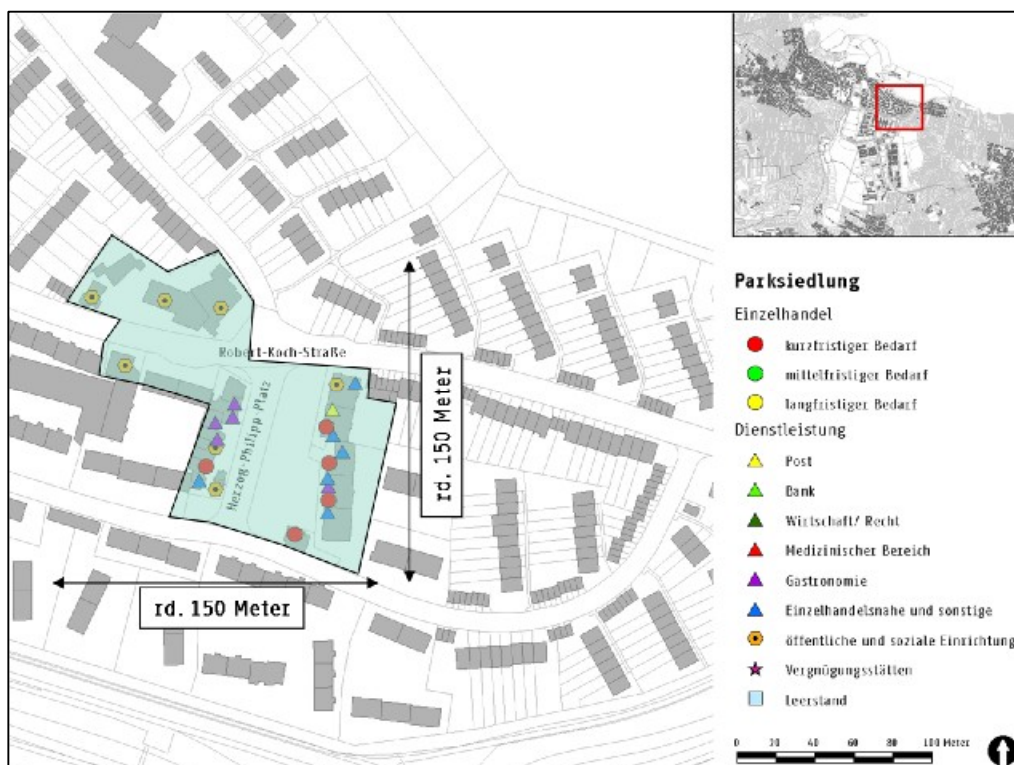 Robert-Koch-Straße
Herzog-Philipp-Platz
rd. 150 Meter
rd. 150 Meter
Parksiedlung
Einzelhandel
kurzfristiger Bedarf
mittelfristiger Bedarf
langfristiger Bedarf
Dienstleistung
Post
Bank
Wirtschaft/ Recht
Medizinischer Bereich
Gastronomie
Einzelhandelsnahe und sonstige
öffentliche und soziale Einrichtung
Vergnügungsstätten
Leerstand
0 20 40 60 80 100 Meter